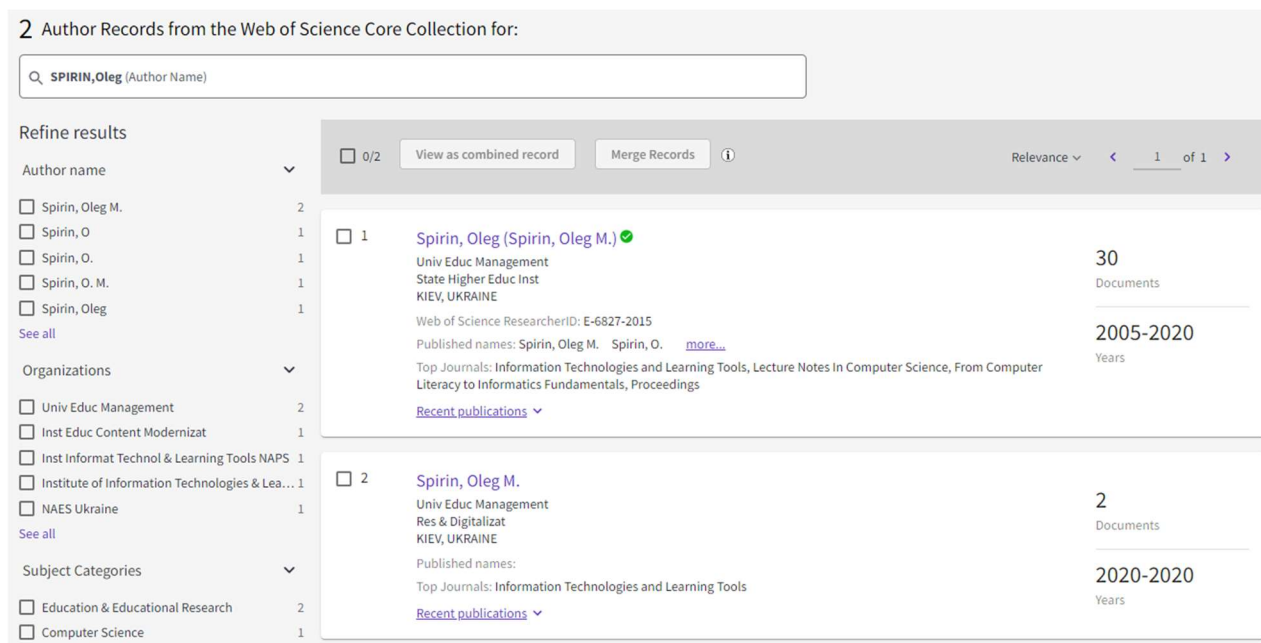 2 Author Records from the Web of Science Core Collection for:
SPIRIN,Oleg (Author Name)
Refine results
Author name
Spirin, Oleg M. 2
Spirin, O 1
Spirin, O. 1
Spirin, O. M. 1
Spirin, Oleg 1
See all
Organizations
Univ Educ Management 2
Inst Educ Content Modernizat 1
Inst Informat Technol & Learning Tools NAPS 1
Institute of Information Technologies & Lea... 1
NAES Ukraine 1
See all
Subject Categories
Education & Educational Research 2
Computer Science 1
0/2 View as combined record Merge Records Relevance 1 of 1
1 Spirin, Oleg (Spirin, Oleg M.)
Univ Educ Management
State Higher Educ Inst
KIEV, UKRAINE
Web of Science ResearcherID: E-6827-2015
Published names: Spirin, Oleg M. Spirin, O. more...
Top Journals: Information Technologies and Learning Tools, Lecture Notes In Computer Science, From Computer
Literacy to Informatics Fundamentals, Proceedings
Recent publications
30
Documents
2005-2020
Years
2 Spirin, Oleg M.
Univ Educ Management
Res & Digitalizat
KIEV, UKRAINE
Published names:
Top Journals: Information Technologies and Learning Tools
Recent publications
2
Documents
2020-2020
Years